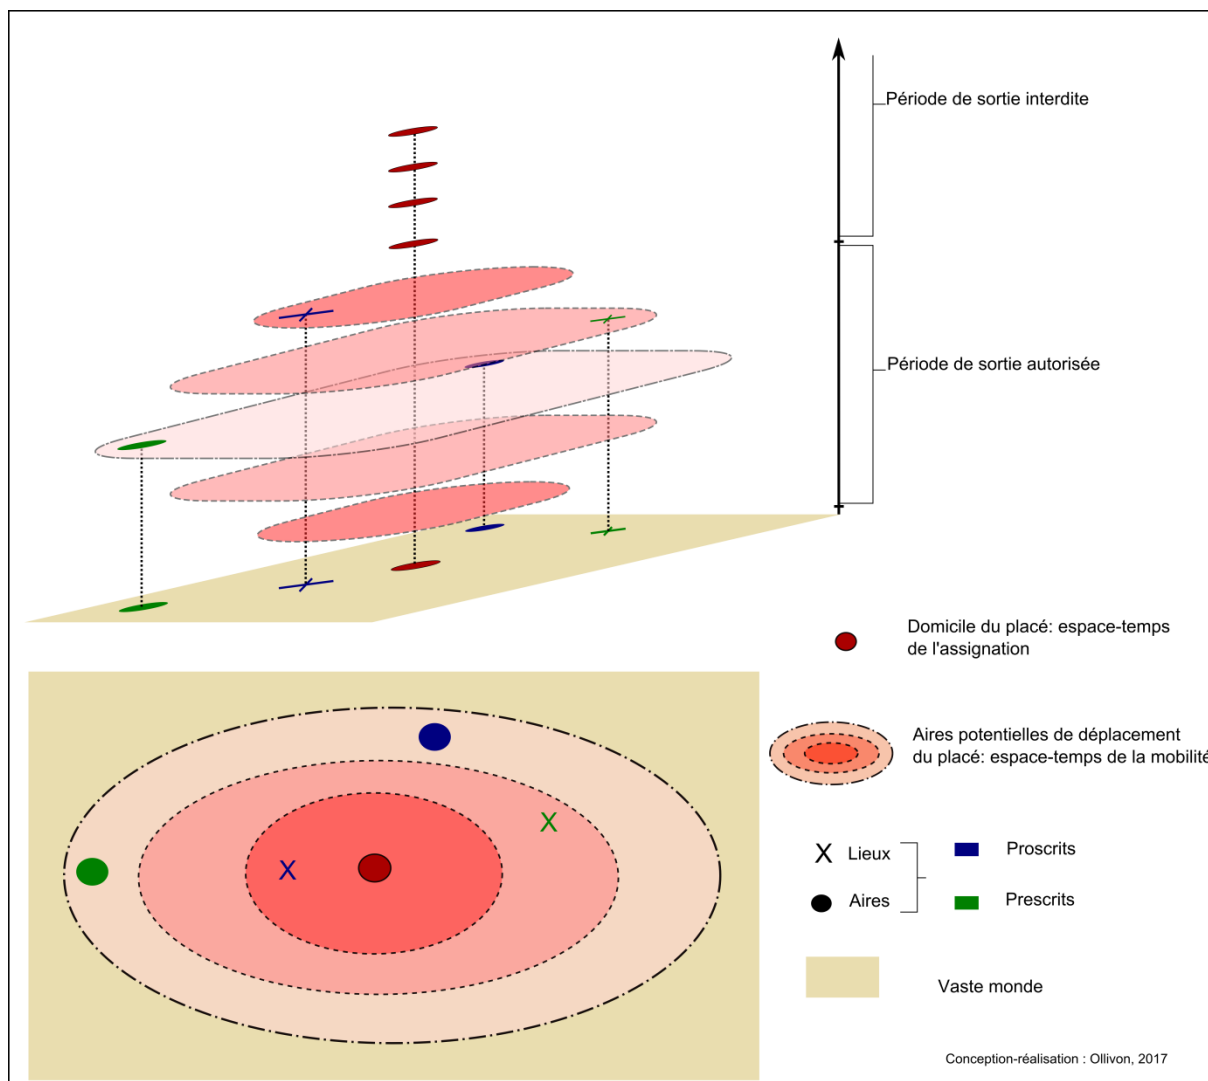 Période de sortie interdite
Période de sortie autorisée
Domicile du placé: espace-temps
de l'assignation
Aires potentielles de déplacement
du placé: espace-temps de la mobilité
X Lieux
Aires
Proscrits
Prescrits
X
X
Vaste monde
Conception-réalisation : Ollivon, 2017